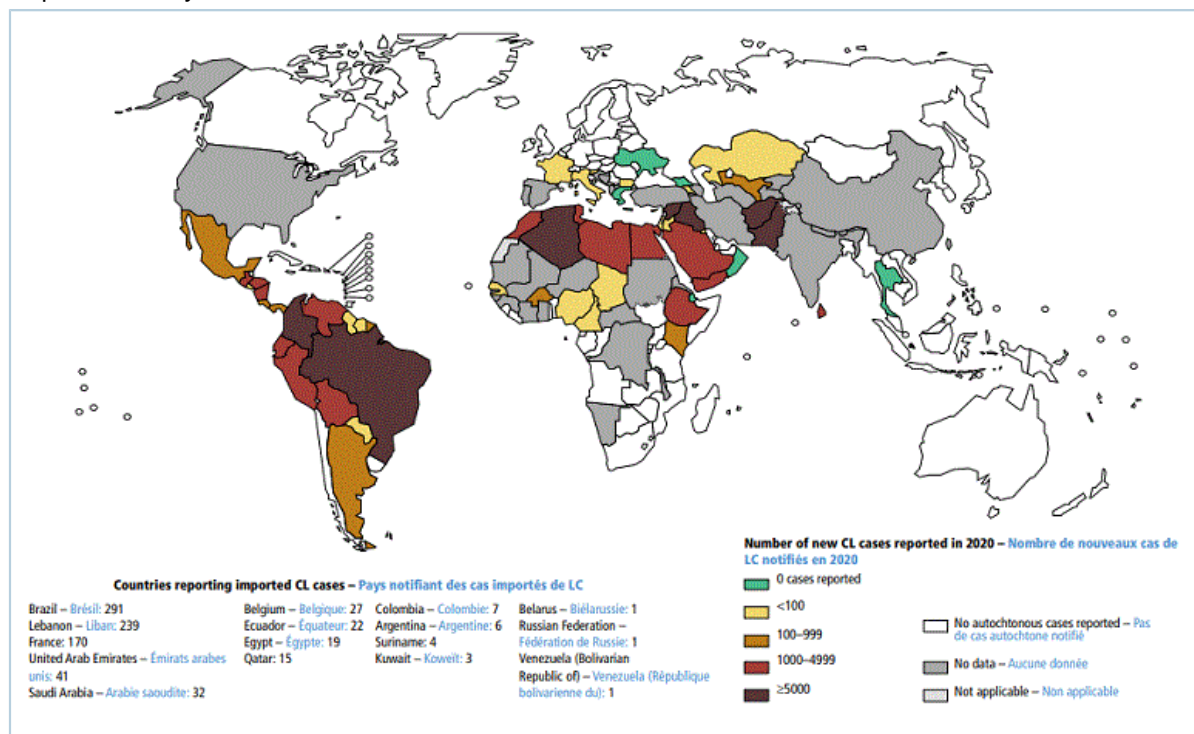 Countries reporting imported CL cases – Pays notifiant des cas importés de LC
Brazil – Brésil: 291
Lebanon – Liban: 239
France: 170
United Arab Emirates – Émirats arabes
unis: 41
Saudi Arabia – Arabie saoudite: 32
Belgium – Belgique: 27
Ecuador – Équateur: 22
Egypt – Égypte: 19
Qatar: 15
Colombia – Colombie: 7
Argentina – Argentine: 6
Suriname: 4
Kuwait – Koweït: 3
Belarus – Biélarussie: 1
Russian Federation –
Fédération de Russie: 1
Venezuela (Bolivarian
Republic of) – Venezuela (République
bolivarienne du): 1
Number of new CL cases reported in 2020 – Nombre de nouveaux cas de
LC notifiés en 2020
0 cases reported
<100
100–999
1000–4999
≥5000
No autochtonous cases reported – Pas
de cas autochtone notifié
No data – Aucune donnée
Not applicable – Non applicable